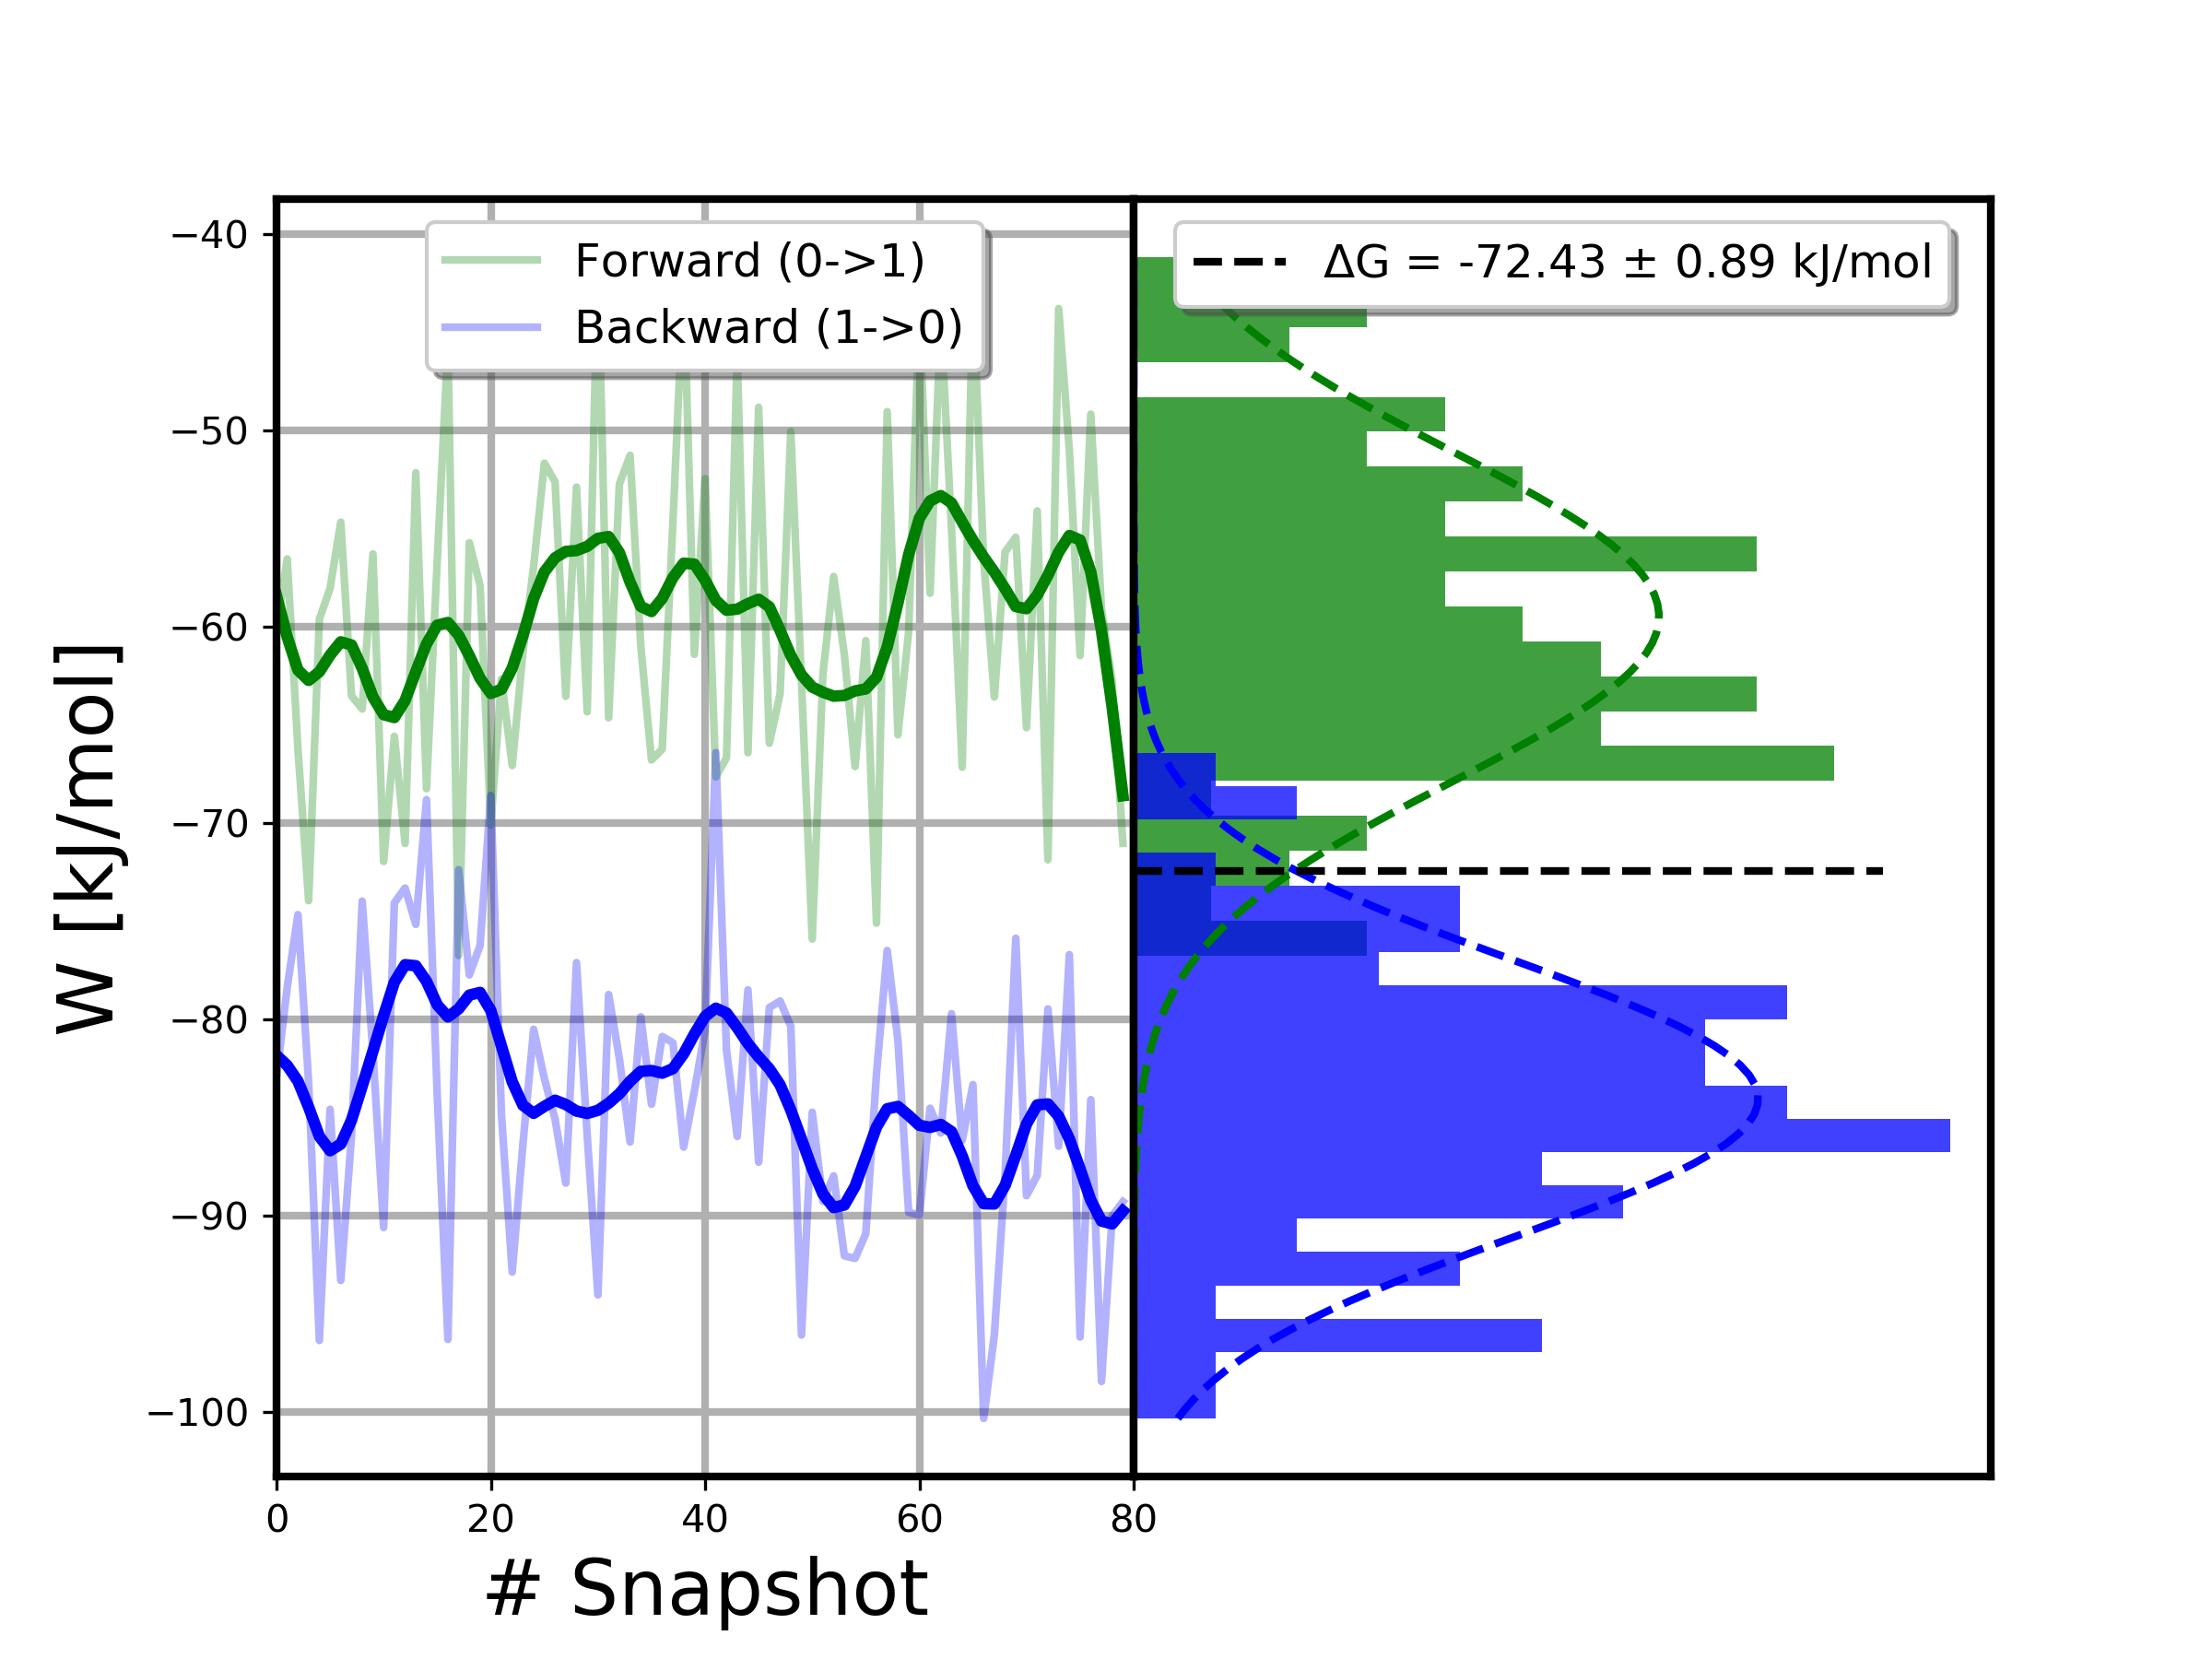 Forward (0->1)
Backward (1->0)
ΔG = -72.43 ± 0.89 kJ/mol
−40
−50
−60
−70
−80
−90
−100
W [kJ/mol]
0 20 40 60 80
# Snapshot